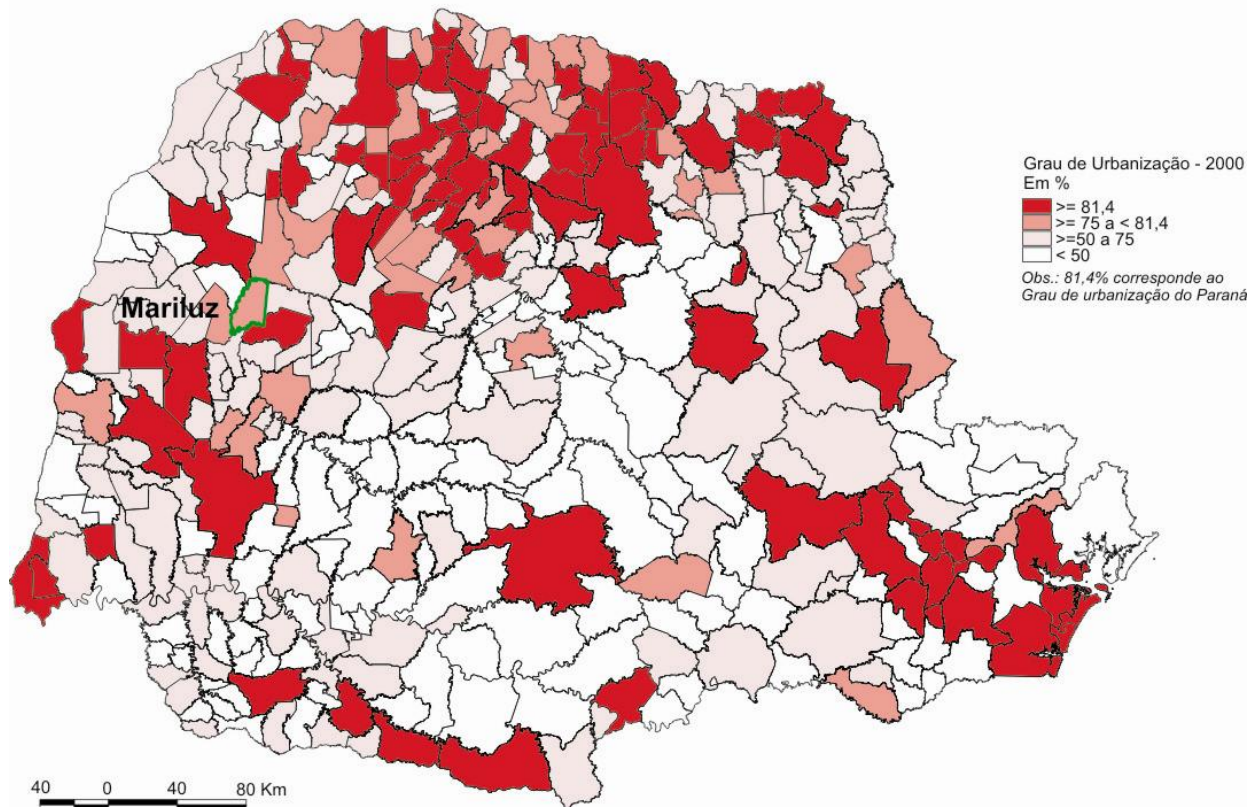 Grau de Urbanização - 2000
Em %
>= 81,4
>= 75 a < 81,4
>=50 a 75
< 50
Obs.: 81,4% corresponde ao
Grau de urbanização do Paraná
Mariluz
40 0 40 80 Km